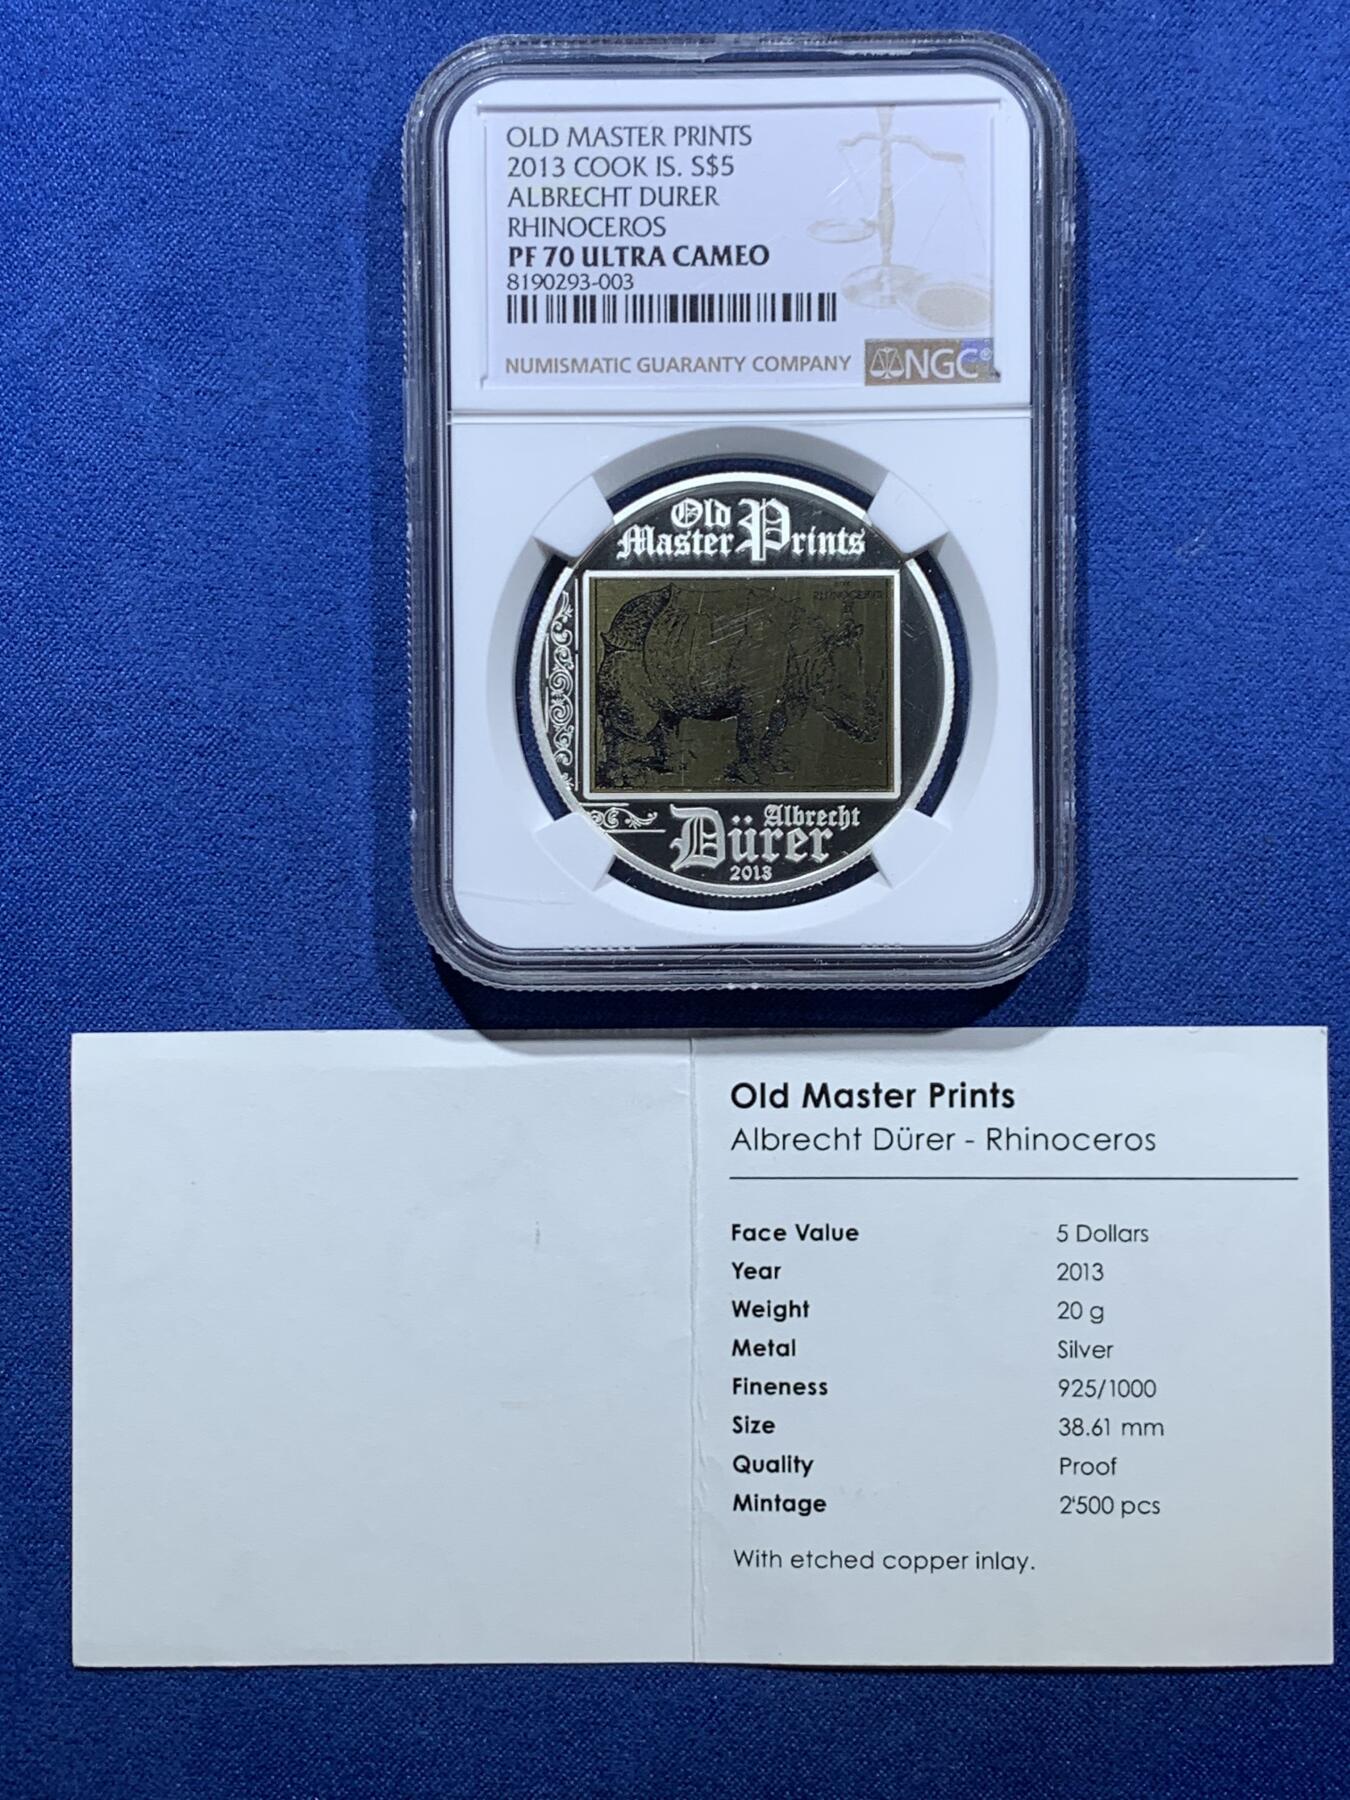 OLD MASTER PRINTS
2013 COOK IS. S$5
ALBRECHT DURER
RHINOCEROS
PF 70 ULTRA CAMEO
8190293-003
NUMISMATIC GUARANTY COMPANY
NGC®
Old
Master Prints
RHINOCERVS
Albrecht
Dürer
2013
Old Master Prints
Albrecht Dürer - Rhinoceros
Face Value 5 Dollars
Year 2013
Weight 20 g
Metal Silver
Fineness 925/1000
Size 38.61 mm
Quality Proof
Mintage 2'500 pcs
With etched copper inlay.